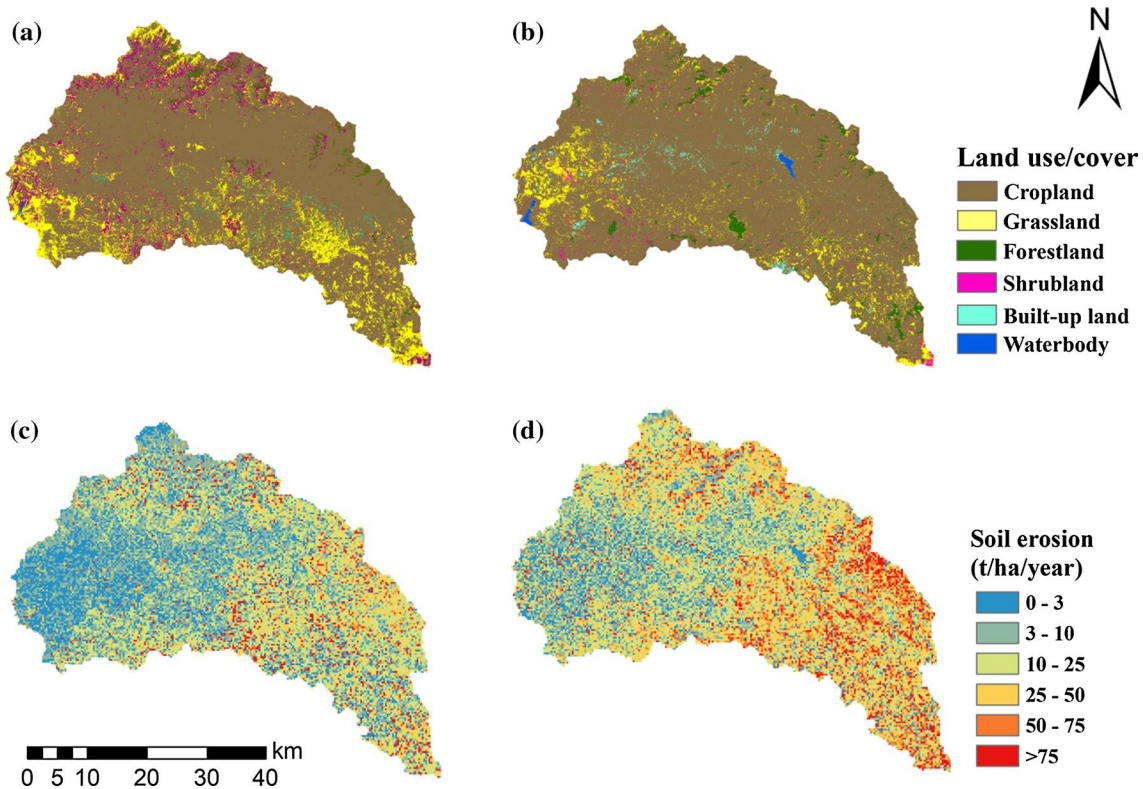 (a)
(b)
N
Land use/cover
Cropland
Grassland
Forestland
Shrubland
Built-up land
Waterbody
(c)
(d)
Soil erosion
(t/ha/year)
0 - 3
3 - 10
10 - 25
25 - 50
50 - 75
>75
km
0 5 10 20 30 40